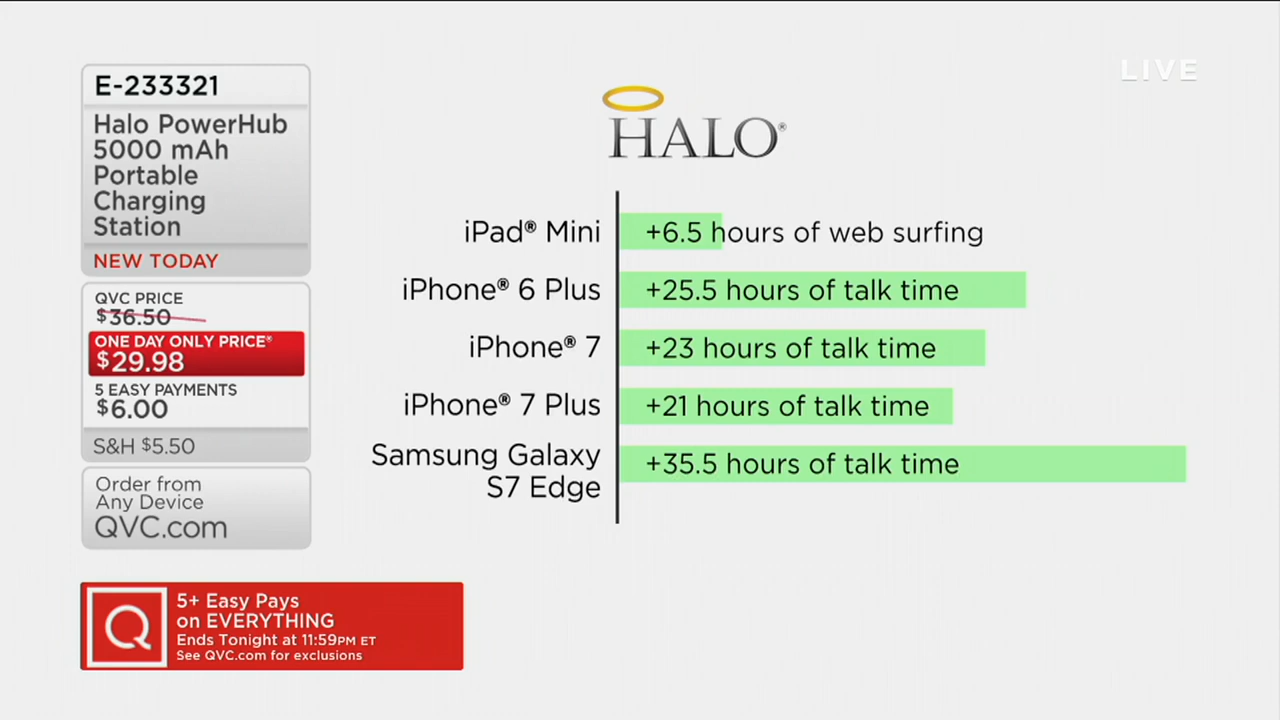 E-233321
Halo PowerHub
5000 mAh
Portable
Charging
Station
NEW TODAY
QVC PRICE
$36.50
ONE DAY ONLY PRICE®
$29.98
5 EASY PAYMENTS
$6.00
S&H $5.50
Order from
Any Device
QVC.com
Q
5+ Easy Pays
on EVERYTHING
Ends Tonight at 11:59PM ET
See QVC.com for exclusions
LIVE
HALO®
iPad® Mini +6.5 hours of web surfing
iPhone® 6 Plus +25.5 hours of talk time
iPhone® 7 +23 hours of talk time
iPhone® 7 Plus +21 hours of talk time
Samsung Galaxy +35.5 hours of talk time
S7 Edge